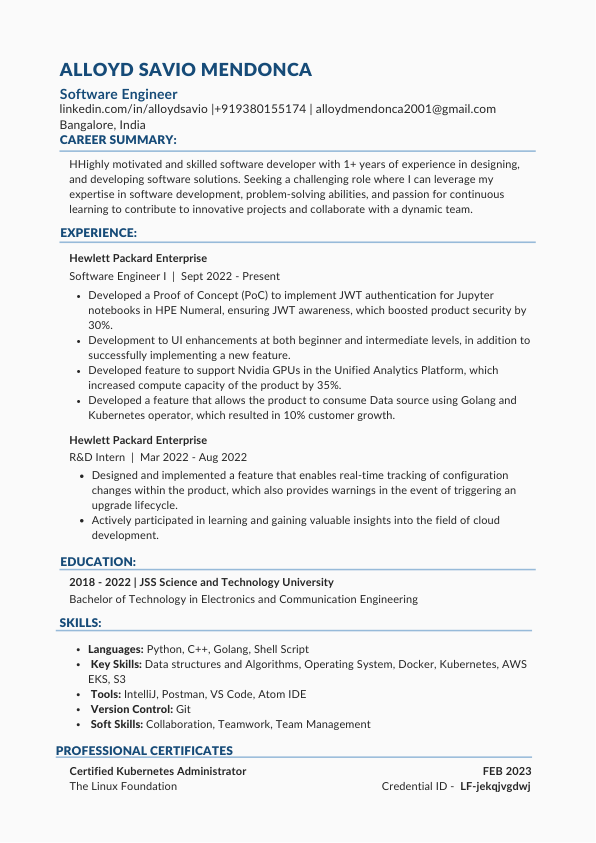 ALLOYD SAVIO MENDONCA
Software Engineer
linkedin.com/in/alloydsavio |+919380155174 | alloydmendonca2001@gmail.com
Bangalore, India
CAREER SUMMARY:
HHighly motivated and skilled software developer with 1+ years of experience in designing,
and developing software solutions. Seeking a challenging role where I can leverage my
expertise in software development, problem-solving abilities, and passion for continuous
learning to contribute to innovative projects and collaborate with a dynamic team.
EXPERIENCE:
Hewlett Packard Enterprise
Software Engineer I | Sept 2022 - Present
• Developed a Proof of Concept (PoC) to implement JWT authentication for Jupyter
notebooks in HPE Numeral, ensuring JWT awareness, which boosted product security by
30%.
• Development to UI enhancements at both beginner and intermediate levels, in addition to
successfully implementing a new feature.
• Developed feature to support Nvidia GPUs in the Unified Analytics Platform, which
increased compute capacity of the product by 35%.
• Developed a feature that allows the product to consume Data source using Golang and
Kubernetes operator, which resulted in 10% customer growth.
Hewlett Packard Enterprise
R&D Intern | Mar 2022 - Aug 2022
• Designed and implemented a feature that enables real-time tracking of configuration
changes within the product, which also provides warnings in the event of triggering an
upgrade lifecycle.
• Actively participated in learning and gaining valuable insights into the field of cloud
development.
EDUCATION:
2018 - 2022 | JSS Science and Technology University
Bachelor of Technology in Electronics and Communication Engineering
SKILLS:
• Languages: Python, C++, Golang, Shell Script
• Key Skills: Data structures and Algorithms, Operating System, Docker, Kubernetes, AWS
EKS, S3
• Tools: IntelliJ, Postman, VS Code, Atom IDE
• Version Control: Git
• Soft Skills: Collaboration, Teamwork, Team Management
PROFESSIONAL CERTIFICATES
Certified Kubernetes Administrator FEB 2023
The Linux Foundation Credential ID - LF-jekqjvgdwj